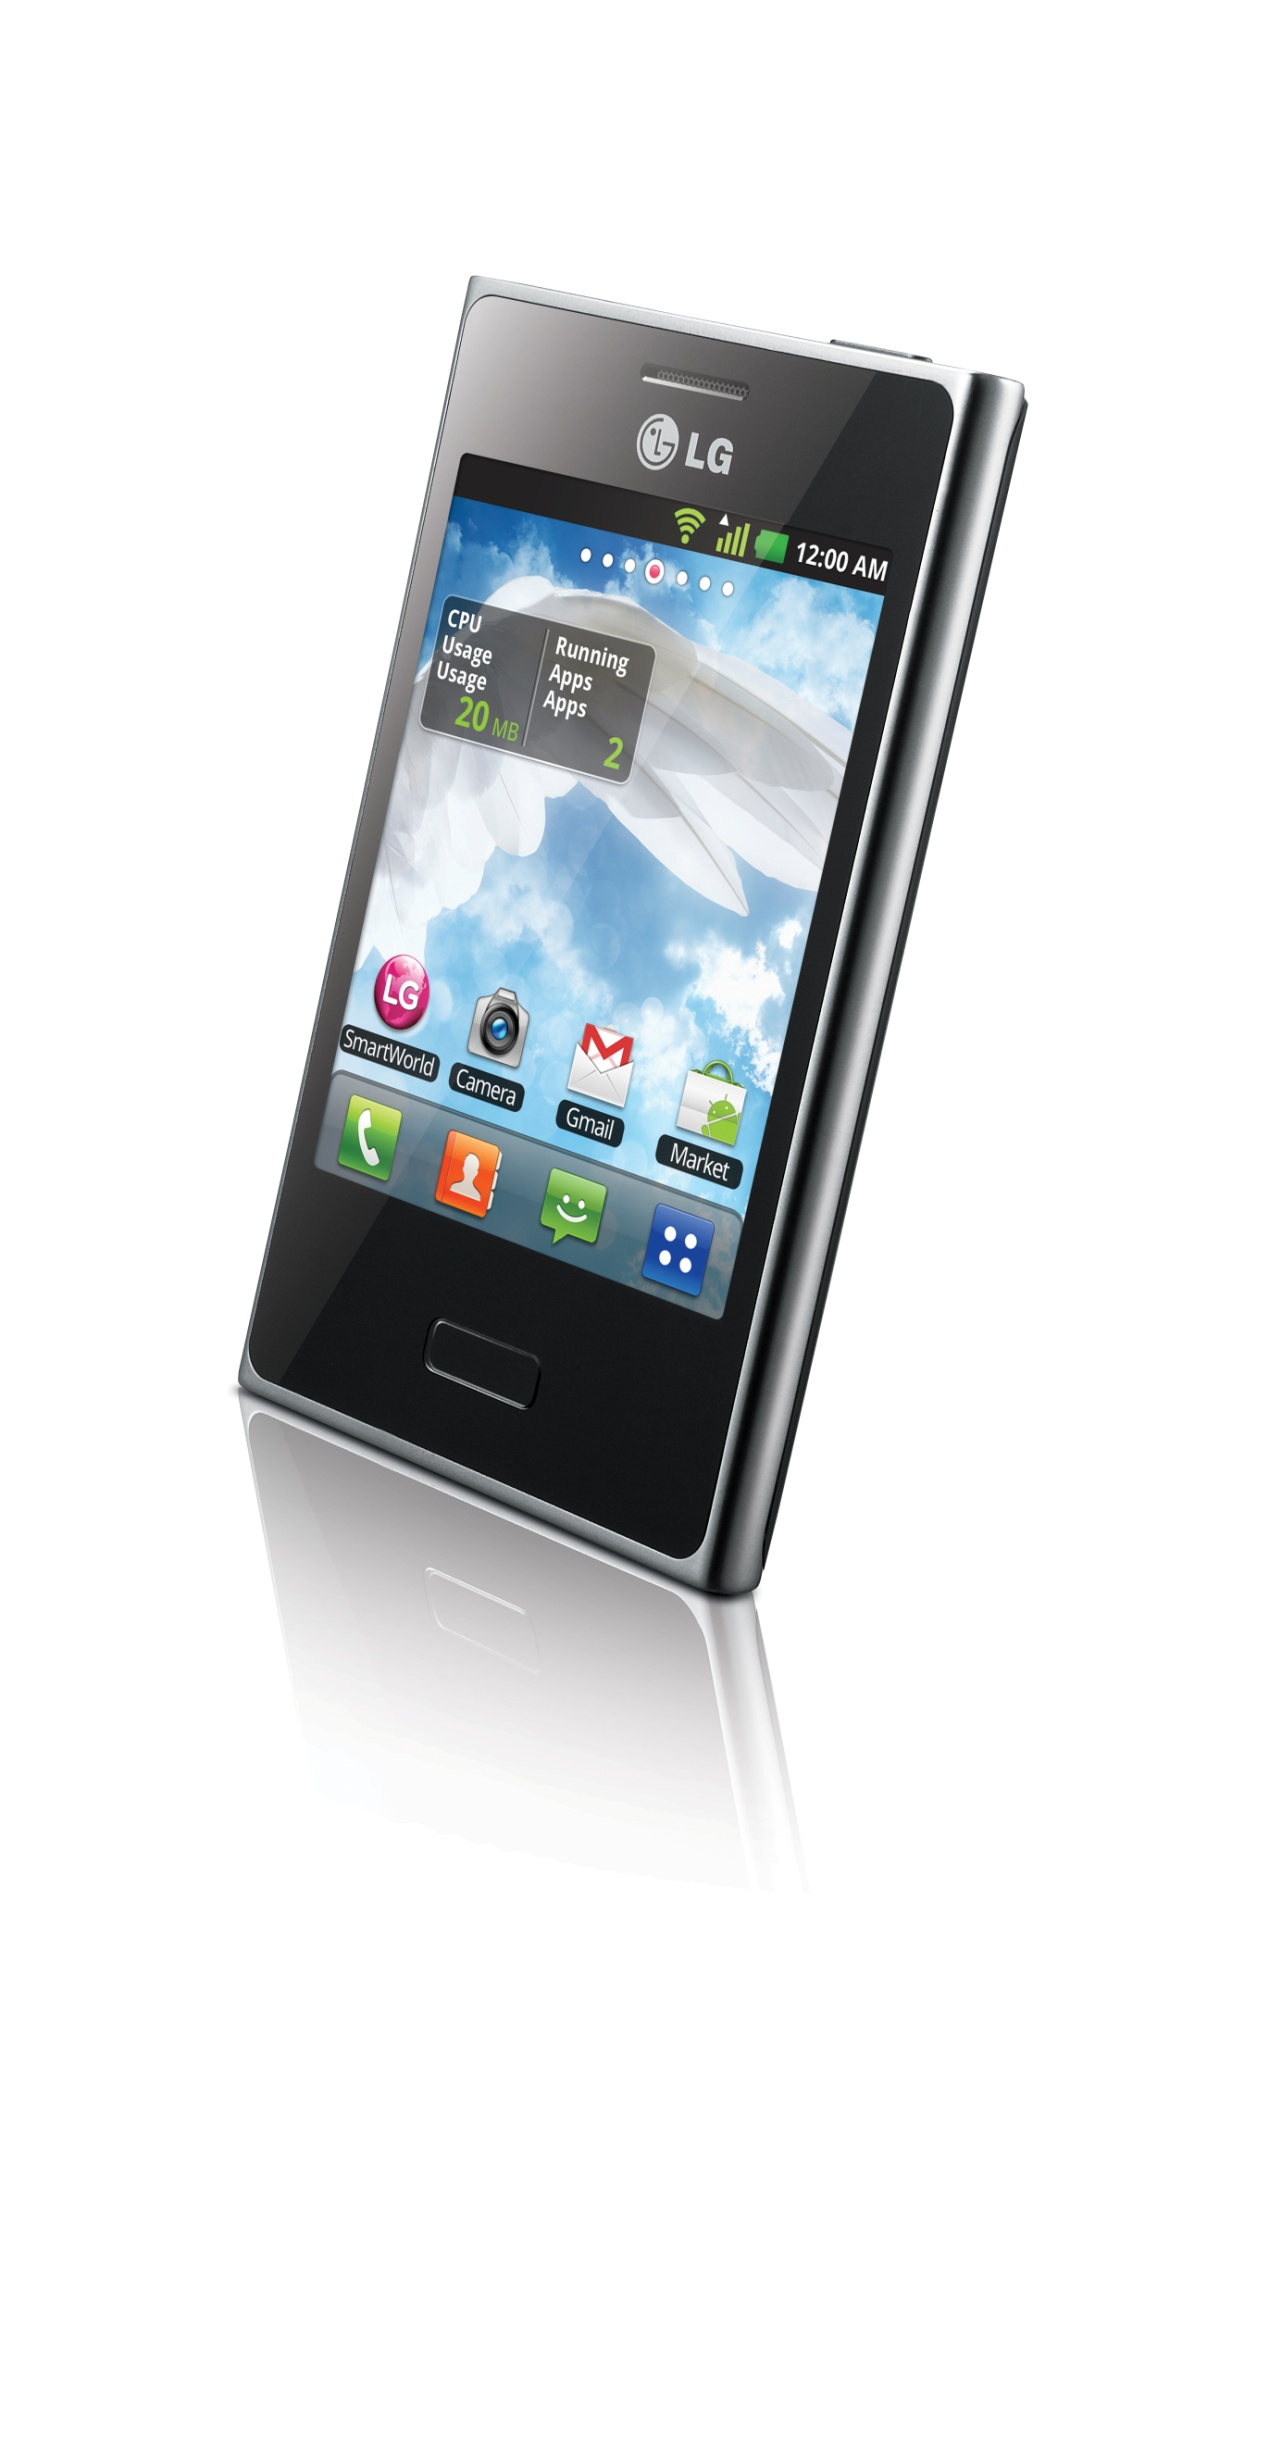 LG
12:00 AM
CPU
Usage
Usage
20 MB
Running
Apps
Apps
2
LG
SmartWorld
Camera
Gmail
Market